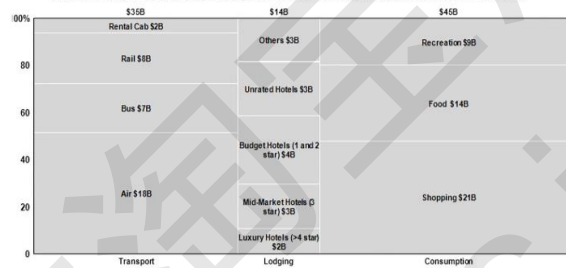 $35B $14B $45B
100%
Rental Cab $2B
Others $3B
Recreation $9B
Rail $8B
80
Unrated Hotels $3B
Bus $7B
Food $14B
60
Budget Hotels (1 and 2
star) $4B
40
Air $18B
Shopping $21B
Mid-Market Hotels (3
star) $3B
20
Luxury Hotels (>4 star)
$2B
0
Transport Lodging Consumption